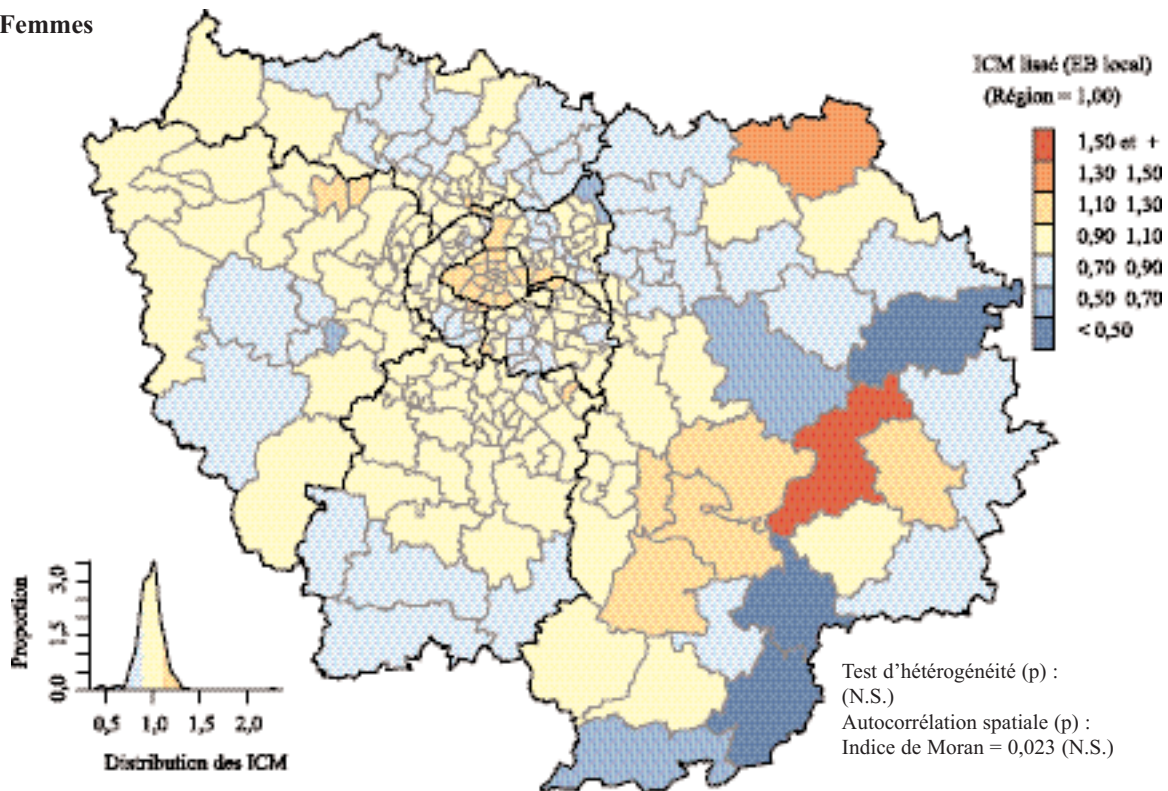 Femmes
ICM lissé (EB local)
(Région = 1,00)
1,50 et +
1,30 1,50
1,10 1,30
0,90 1,10
0,70 0,90
0,50 0,70
< 0,50
Proportion
3,0
1,5
0,0
0,5 1,0 1,5 2,0
Distribution des ICM
Test d'hétérogénéité (p) :
(N.S.)
Autocorrélation spatiale (p) :
Indice de Moran = 0,023 (N.S.)